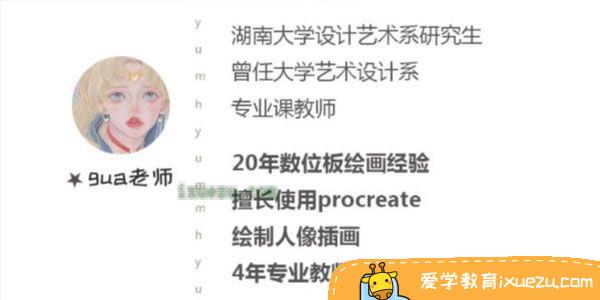 湖南大学设计艺术系研究生
曾任大学艺术设计系
专业课教师
★ gua老师
20年数位板绘画经验
ixuezu.com
擅长使用procreate
绘制人像插画
4年专业教
爱学教育ixuezu.com
y
u
m
h
y
u
m
m
h
y
u